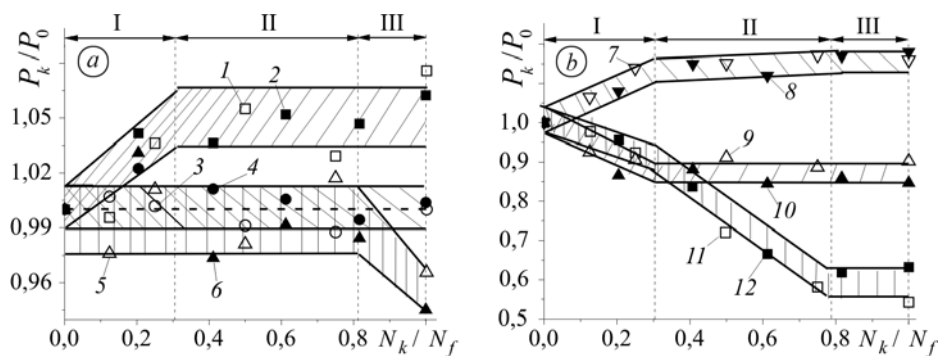 I II III
P_k/P_0
a
1,05
1,02
0,99
0,96
1 2
3 4
5 6
0,0 0,2 0,4 0,6 0,8 N_k / N_f
I II III
P_k/P_0
b
1,0
0,9
0,8
0,7
0,6
0,5
7
8
9
10
11
12
0,0 0,2 0,4 0,6 0,8 N_k / N_f